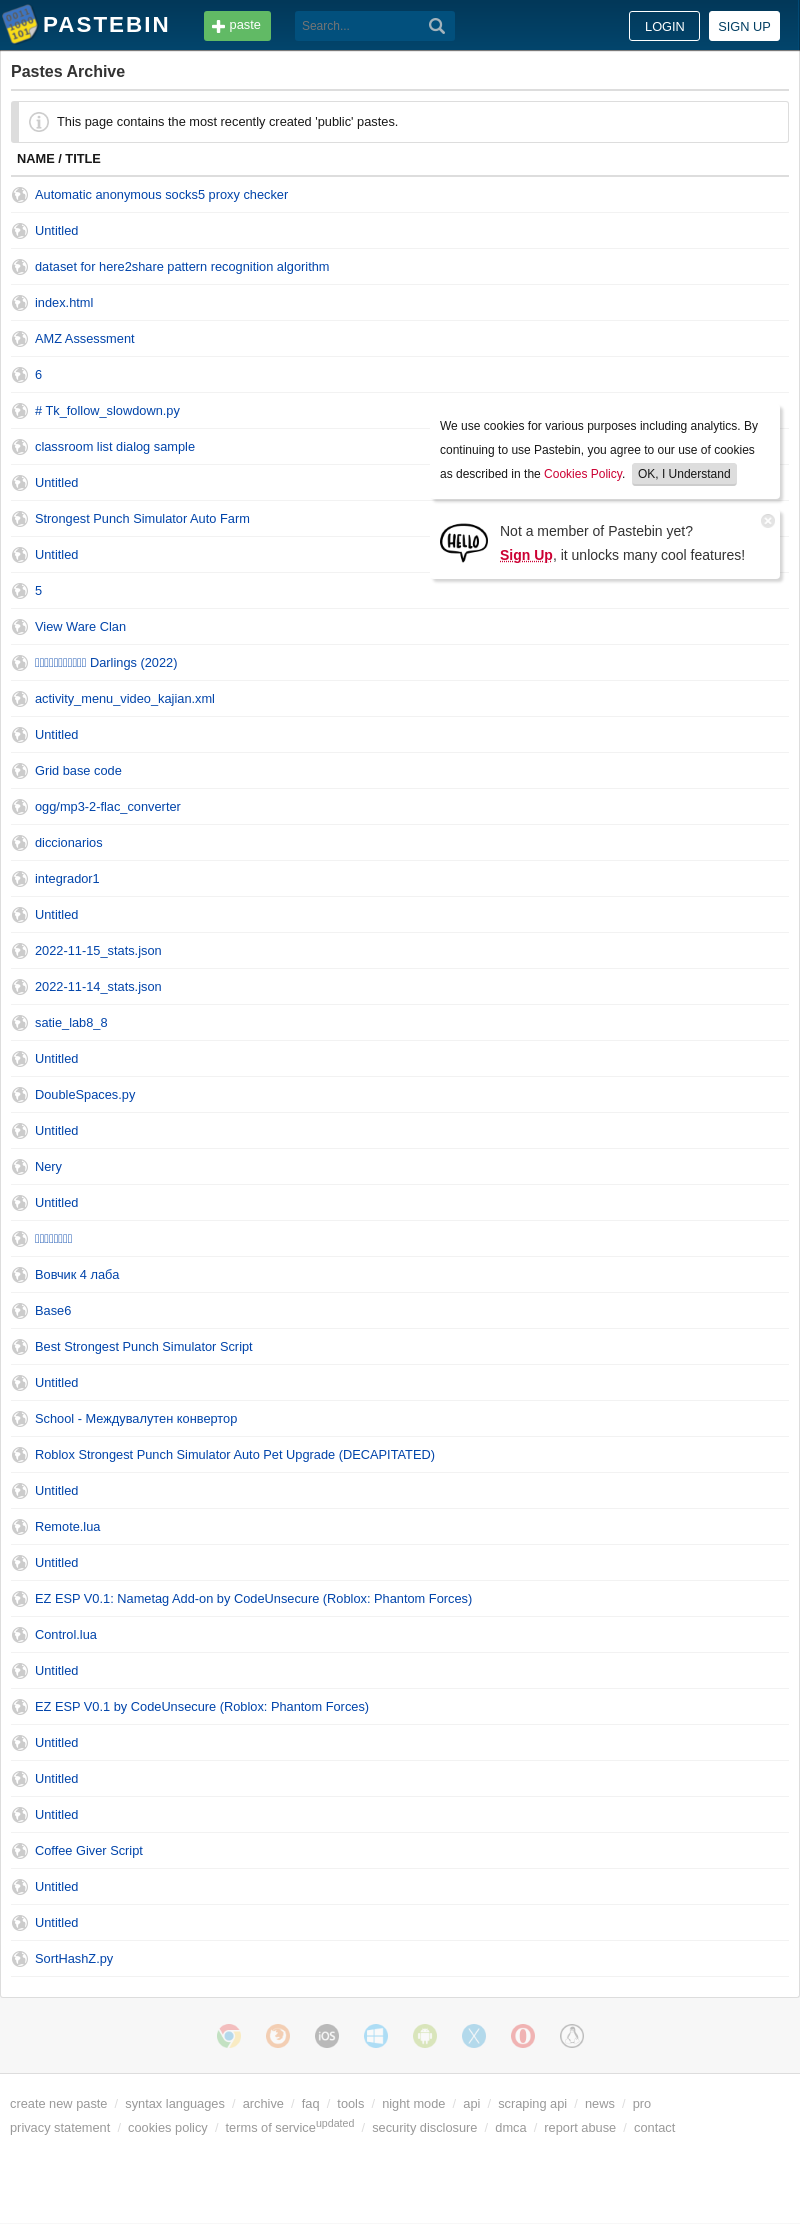 PASTEBIN
paste
Search...
LOGIN
SIGN UP
Pastes Archive
This page contains the most recently created 'public' pastes.
NAME / TITLE
Automatic anonymous socks5 proxy checker
Untitled
dataset for here2share pattern recognition algorithm
index.html
AMZ Assessment
6
# Tk_follow_slowdown.py
classroom list dialog sample
Untitled
Strongest Punch Simulator Auto Farm
Untitled
5
We use cookies for various purposes including analytics. By
continuing to use Pastebin, you agree to our use of cookies
as described in the Cookies Policy. OK, I Understand
HELLO
Not a member of Pastebin yet?
Sign Up, it unlocks many cool features!
View Ware Clan
Darlings (2022)
activity_menu_video_kajian.xml
Untitled
Grid base code
ogg/mp3-2-flac_converter
diccionarios
integrador1
Untitled
2022-11-15_stats.json
2022-11-14_stats.json
satie_lab8_8
Untitled
DoubleSpaces.py
Untitled
Nery
Untitled
Вовчик 4 лаба
Base6
Best Strongest Punch Simulator Script
Untitled
School - Междувалутен конвертор
Roblox Strongest Punch Simulator Auto Pet Upgrade (DECAPITATED)
Untitled
Remote.lua
Untitled
EZ ESP V0.1: Nametag Add-on by CodeUnsecure (Roblox: Phantom Forces)
Control.lua
Untitled
EZ ESP V0.1 by CodeUnsecure (Roblox: Phantom Forces)
Untitled
Untitled
Untitled
Coffee Giver Script
Untitled
Untitled
SortHashZ.py
iOS
create new paste / syntax languages / archive / faq / tools / night mode / api / scraping api / news / pro
privacy statement / cookies policy / terms of service updated / security disclosure / dmca / report abuse / contact